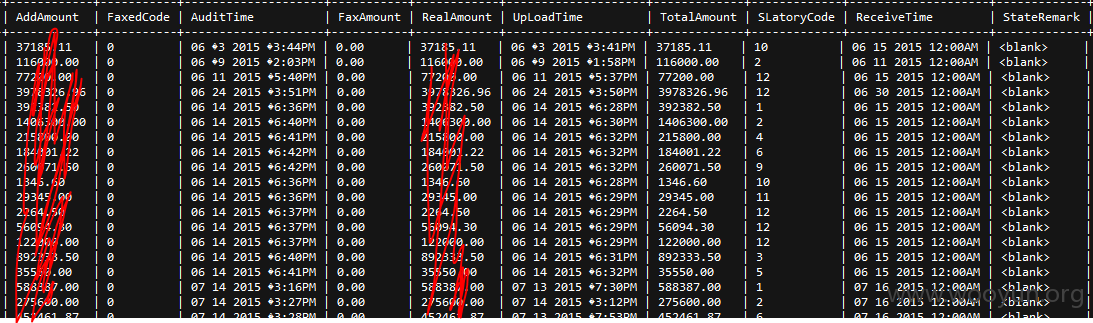 | AddAmount | FaxedCode | AuditTime | FaxAmount | RealAmount | UpLoadTime | TotalAmount | SLatoryCode | ReceiveTime | StateRemark |
| 37185.11 | 0 | 06 �3 2015 �3:44PM | 0.00 | 37185.11 | 06 �3 2015 �3:41PM | 37185.11 | 10 | 06 15 2015 12:00AM | <blank> |
| 116000.00 | 0 | 06 �9 2015 �2:03PM | 0.00 | 116000.00 | 06 �9 2015 �1:58PM | 116000.00 | 2 | 06 11 2015 12:00AM | <blank> |
| 77200.00 | 0 | 06 11 2015 �5:40PM | 0.00 | 77200.00 | 06 11 2015 �5:37PM | 77200.00 | 12 | 06 15 2015 12:00AM | <blank> |
| 3978326.96 | 0 | 06 24 2015 �3:51PM | 0.00 | 3978326.96 | 06 24 2015 �3:50PM | 3978326.96 | 12 | 06 30 2015 12:00AM | <blank> |
| 392382.50 | 0 | 06 14 2015 �6:36PM | 0.00 | 392382.50 | 06 14 2015 �6:28PM | 392382.50 | 1 | 06 15 2015 12:00AM | <blank> |
| 1406300.00 | 0 | 06 14 2015 �6:40PM | 0.00 | 1406300.00 | 06 14 2015 �6:30PM | 1406300.00 | 2 | 06 15 2015 12:00AM | <blank> |
| 215800.00 | 0 | 06 14 2015 �6:41PM | 0.00 | 215800.00 | 06 14 2015 �6:32PM | 215800.00 | 4 | 06 15 2015 12:00AM | <blank> |
| 184001.22 | 0 | 06 14 2015 �6:42PM | 0.00 | 184001.22 | 06 14 2015 �6:32PM | 184001.22 | 6 | 06 15 2015 12:00AM | <blank> |
| 260071.50 | 0 | 06 14 2015 �6:42PM | 0.00 | 260071.50 | 06 14 2015 �6:32PM | 260071.50 | 9 | 06 15 2015 12:00AM | <blank> |
| 1346.60 | 0 | 06 14 2015 �6:36PM | 0.00 | 1346.60 | 06 14 2015 �6:28PM | 1346.60 | 10 | 06 15 2015 12:00AM | <blank> |
| 29345.00 | 0 | 06 14 2015 �6:36PM | 0.00 | 29345.00 | 06 14 2015 �6:29PM | 29345.00 | 11 | 06 15 2015 12:00AM | <blank> |
| 2264.50 | 0 | 06 14 2015 �6:37PM | 0.00 | 2264.50 | 06 14 2015 �6:29PM | 2264.50 | 12 | 06 15 2015 12:00AM | <blank> |
| 56094.30 | 0 | 06 14 2015 �6:37PM | 0.00 | 56094.30 | 06 14 2015 �6:29PM | 56094.30 | 12 | 06 15 2015 12:00AM | <blank> |
| 122000.00 | 0 | 06 14 2015 �6:37PM | 0.00 | 122000.00 | 06 14 2015 �6:29PM | 122000.00 | 12 | 06 15 2015 12:00AM | <blank> |
| 892333.50 | 0 | 06 14 2015 �6:40PM | 0.00 | 892333.50 | 06 14 2015 �6:31PM | 892333.50 | 3 | 06 15 2015 12:00AM | <blank> |
| 35550.00 | 0 | 06 14 2015 �6:41PM | 0.00 | 35550.00 | 06 14 2015 �6:32PM | 35550.00 | 5 | 06 15 2015 12:00AM | <blank> |
| 588387.00 | 0 | 07 14 2015 �3:16PM | 0.00 | 588387.00 | 07 13 2015 �7:30PM | 588387.00 | 1 | 07 16 2015 12:00AM | <blank> |
| 275600.00 | 0 | 07 14 2015 �3:27PM | 0.00 | 275600.00 | 07 14 2015 �3:12PM | 275600.00 | 2 | 07 16 2015 12:00AM | <blank> |
| 452461.87 | 0 | 07 14 2015 �3:28PM | 0.00 | 452461.87 | 07 13 2015 �7:53PM | 452461.87 | 6 | 07 16 2015 12:00AM | <blank> |
www.wooyun.org